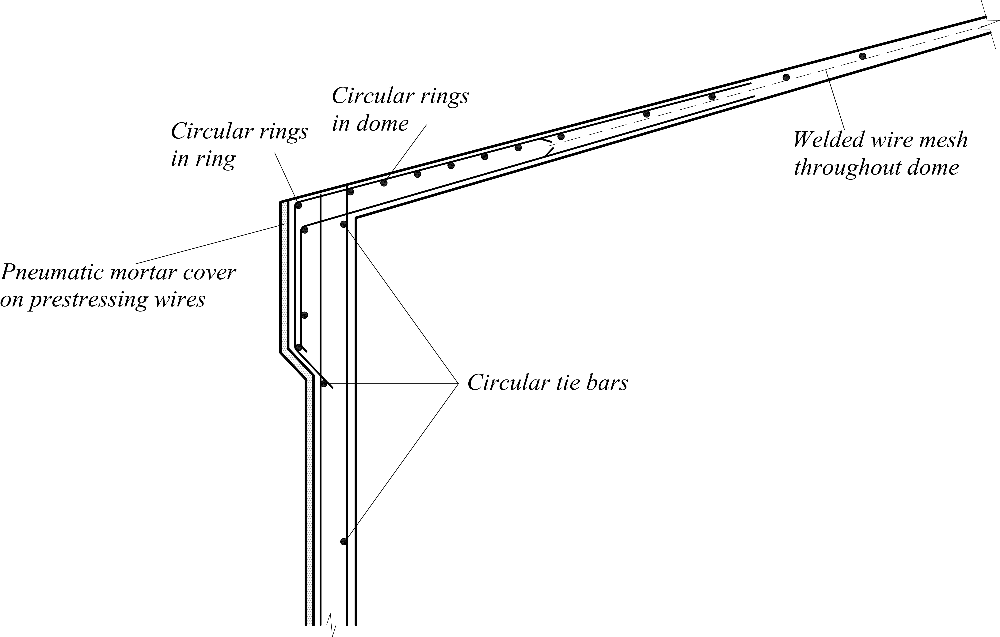 Circular rings
in dome
Circular rings
in ring
Welded wire mesh
throughout dome
Pneumatic mortar cover
on prestressing wires
Circular tie bars